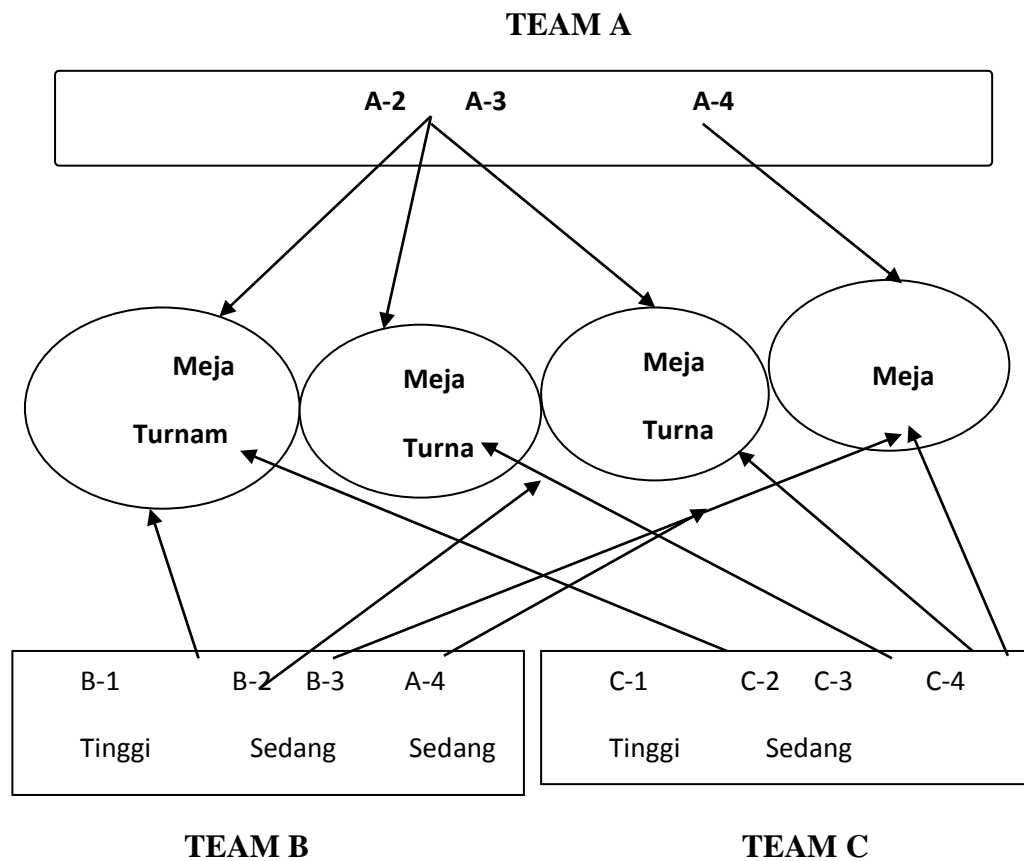 TEAM A
A-2 A-3 A-4
Meja Meja Meja Meja
Turnam Turna Turna
B-1 B-2 B-3 A-4 C-1 C-2 C-3 C-4
Tinggi Sedang Sedang Tinggi Sedang
TEAM B TEAM C